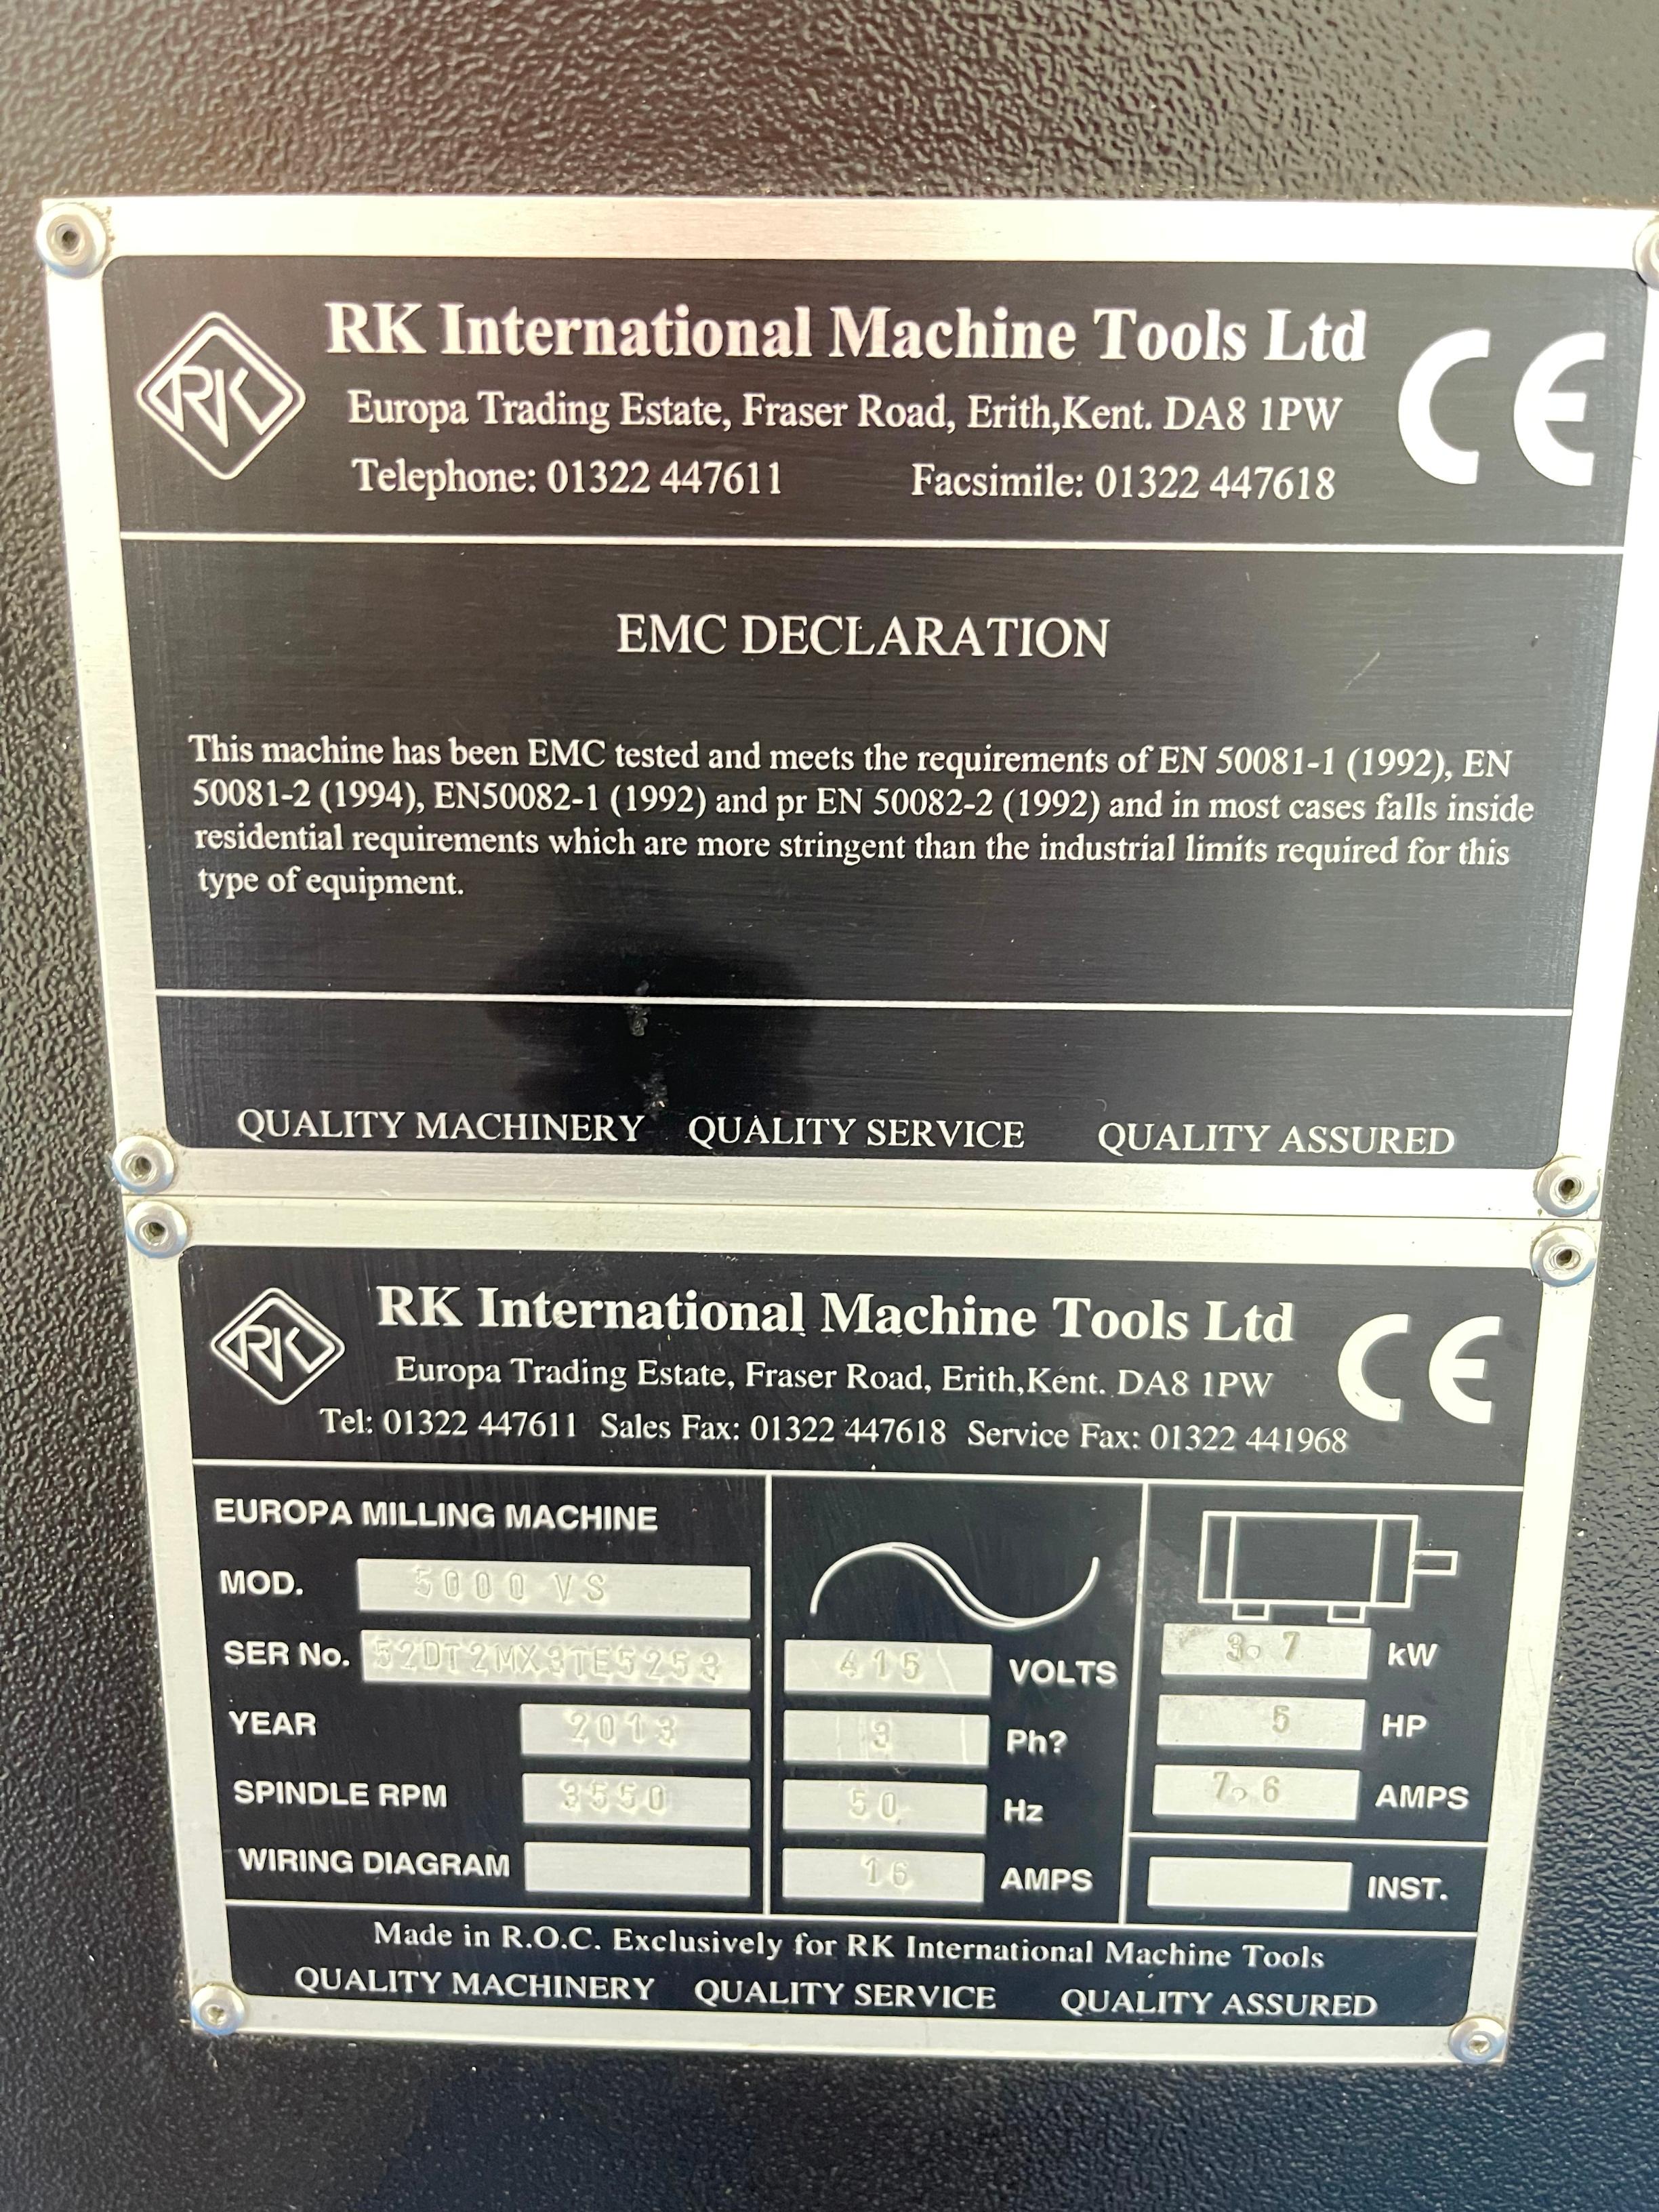 RK
RK International Machine Tools Ltd
CE
Europa Trading Estate, Fraser Road, Erith,Kent. DA8 1PW
Telephone: 01322 447611 Facsimile: 01322 447618
EMC DECLARATION
This machine has been EMC tested and meets the requirements of EN 50081-1 (1992), EN
50081-2 (1994), EN50082-1 (1992) and pr EN 50082-2 (1992) and in most cases falls inside
residential requirements which are more stringent than the industrial limits required for this
type of equipment.
QUALITY MACHINERY QUALITY SERVICE QUALITY ASSURED
RK
RK International Machine Tools Ltd
CE
Europa Trading Estate, Fraser Road, Erith,Kent. DA8 1PW
Tel: 01322 447611 Sales Fax: 01322 447618 Service Fax: 01322 441968
EUROPA MILLING MACHINE
MOD. 5000 VS
SER No. 52DT2MX3TE5253
YEAR 2013
SPINDLE RPM 3550
WIRING DIAGRAM
415 VOLTS
3 Ph?
50 Hz
16 AMPS
3.7 kW
5 HP
7.6 AMPS
INST.
Made in R.O.C. Exclusively for RK International Machine Tools
QUALITY MACHINERY QUALITY SERVICE QUALITY ASSURED